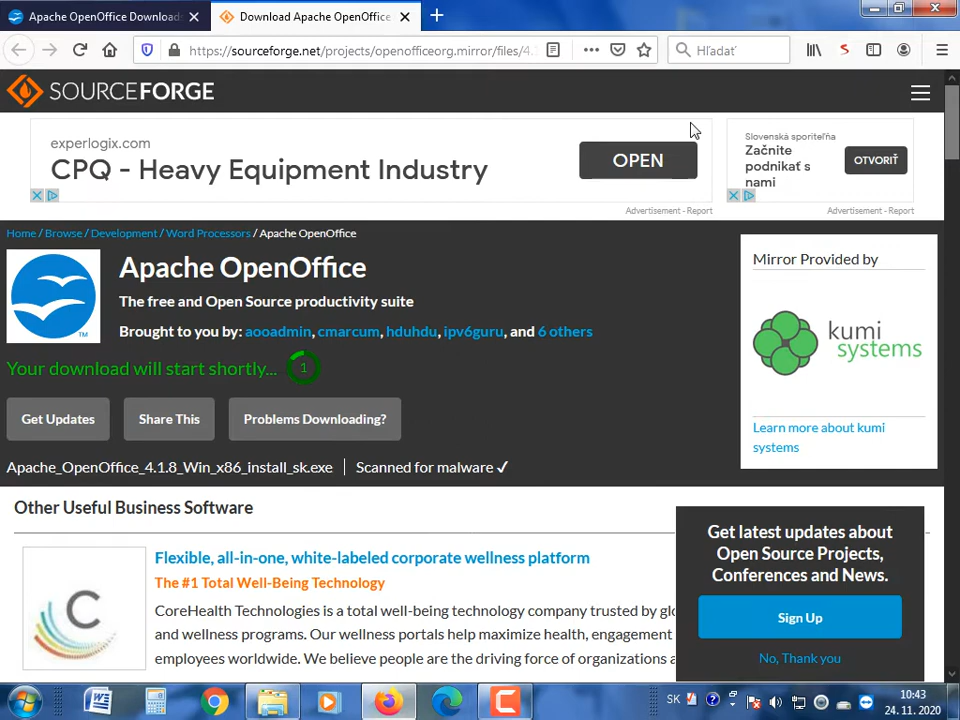 Apache OpenOffice Downloads
Download Apache OpenOffice
https://sourceforge.net/projects/openofficeorg.mirror/files/4.
Hľadať
SOURCEFORGE
experlogix.com
CPQ - Heavy Equipment Industry
OPEN
Advertisement - Report
Slovenská sporiteľňa
Začnite
podnikať s
nami
OTVORIŤ
Advertisement - Report
Home / Browse / Development / Word Processors / Apache OpenOffice
Apache OpenOffice
The free and Open Source productivity suite
Brought to you by: aooadmin, cmarcum, hduhdu, ipv6guru, and 6 others
TM
Your download will start shortly... 1
Get Updates
Share This
Problems Downloading?
Apache_OpenOffice_4.1.8_Win_x86_install_sk.exe
Scanned for malware ✓
Mirror Provided by
kumi
systems
Learn more about kumi
systems
Other Useful Business Software
Flexible, all-in-one, white-labeled corporate wellness platform
The #1 Total Well-Being Technology
CoreHealth Technologies is a total well-being technology company trusted by glo
and wellness programs. Our wellness portals help maximize health, engagement
employees worldwide. We believe people are the driving force of organizations a
Get latest updates about
Open Source Projects,
Conferences and News.
Sign Up
No, Thank you
SK
10:43
24. 11. 2020